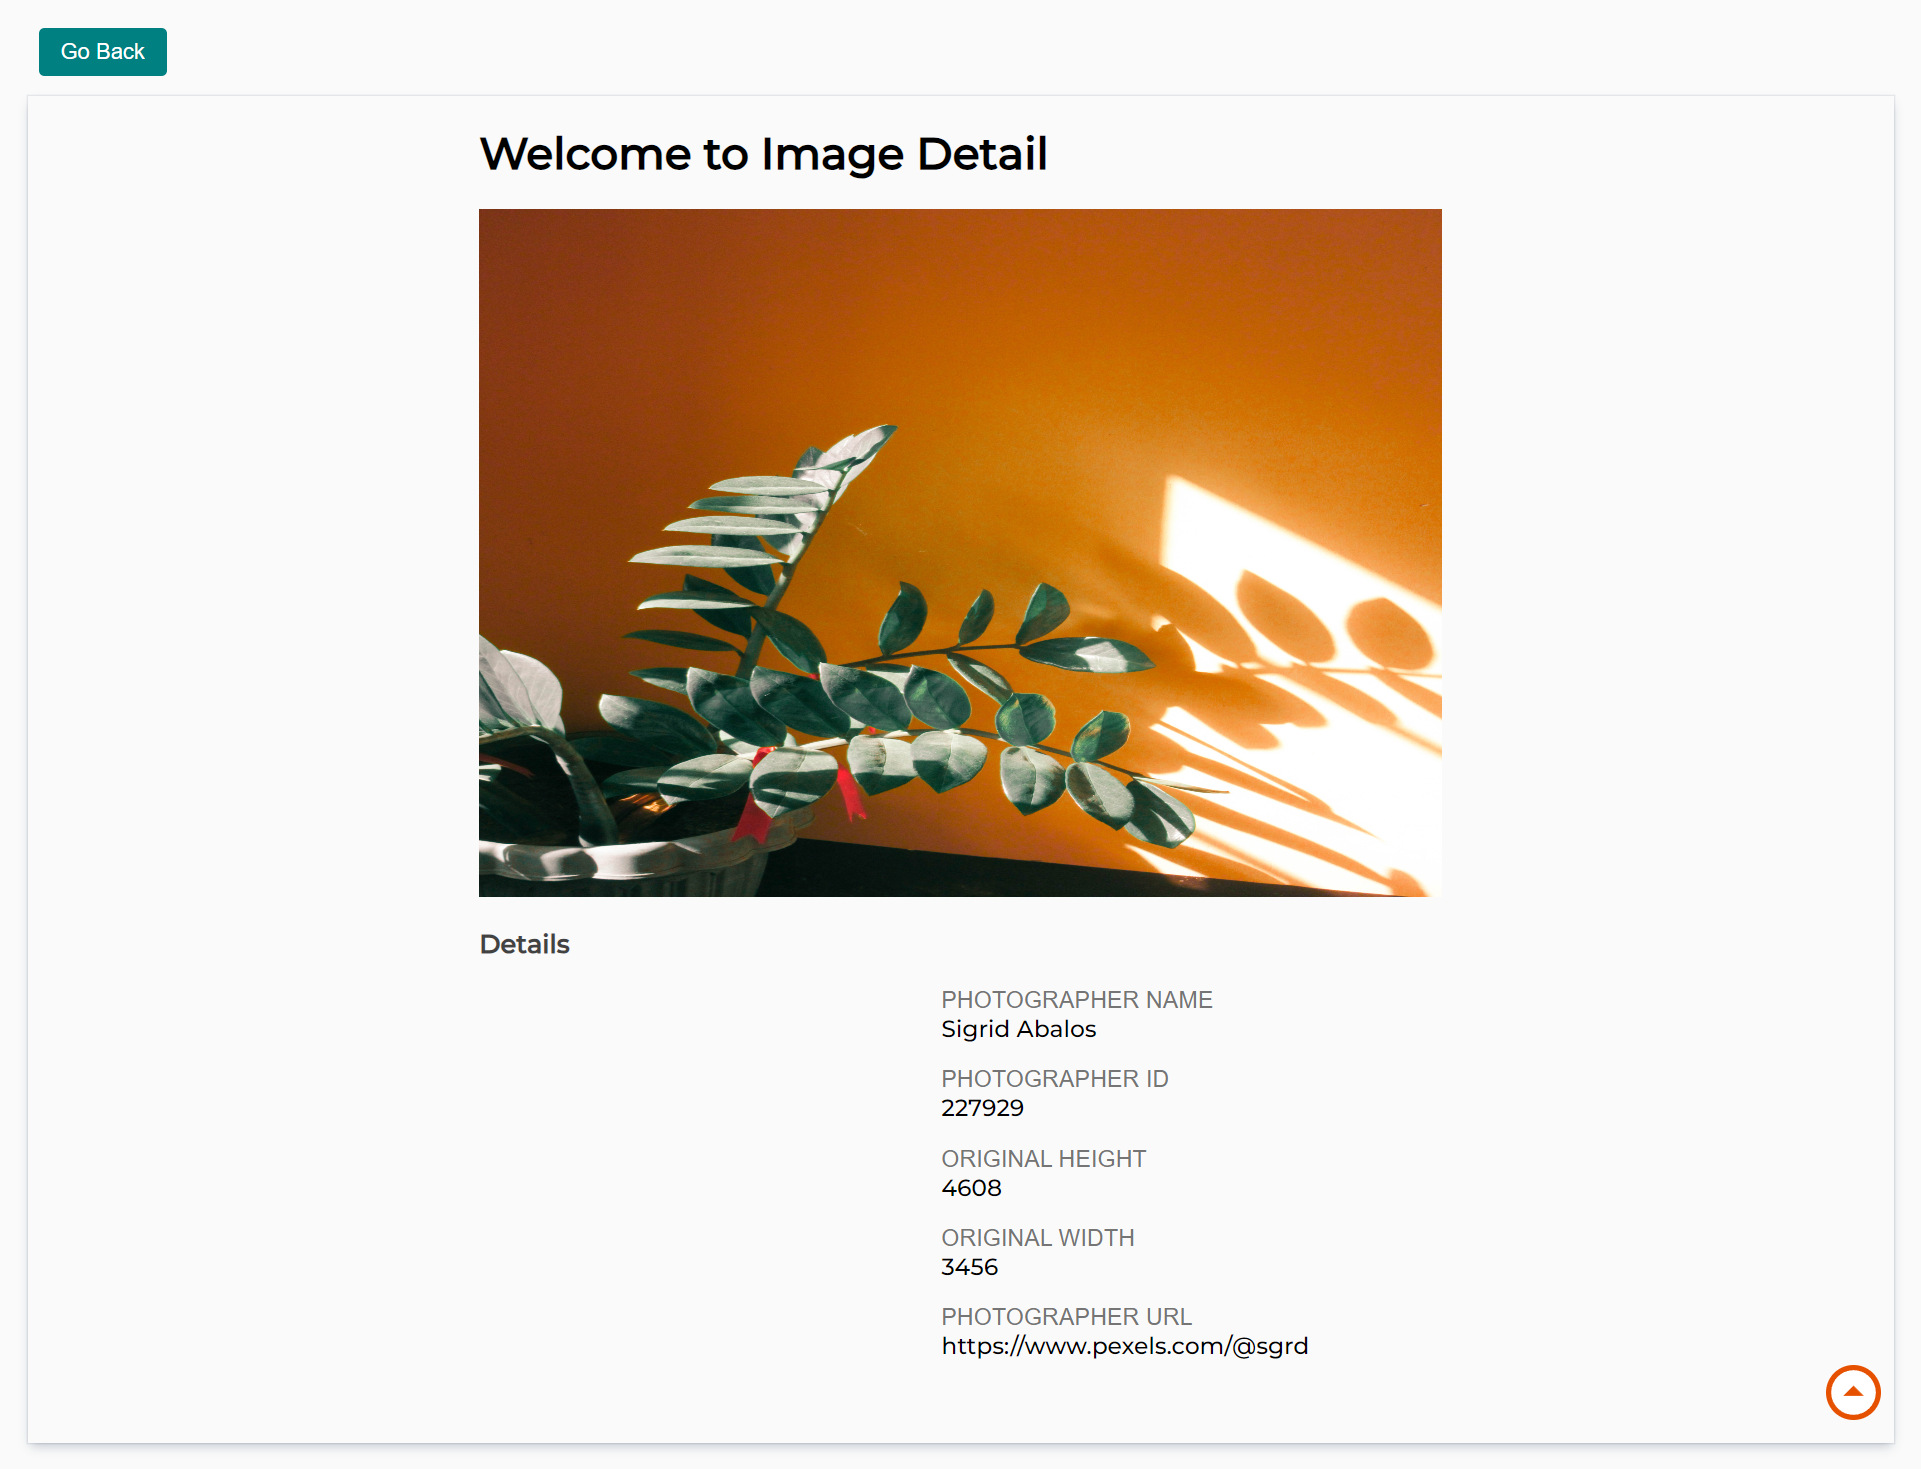 Go Back
Welcome to Image Detail
Details
PHOTOGRAPHER NAME
Sigrid Abalos
PHOTOGRAPHER ID
227929
ORIGINAL HEIGHT
4608
ORIGINAL WIDTH
3456
PHOTOGRAPHER URL
https://www.pexels.com/@sgrd